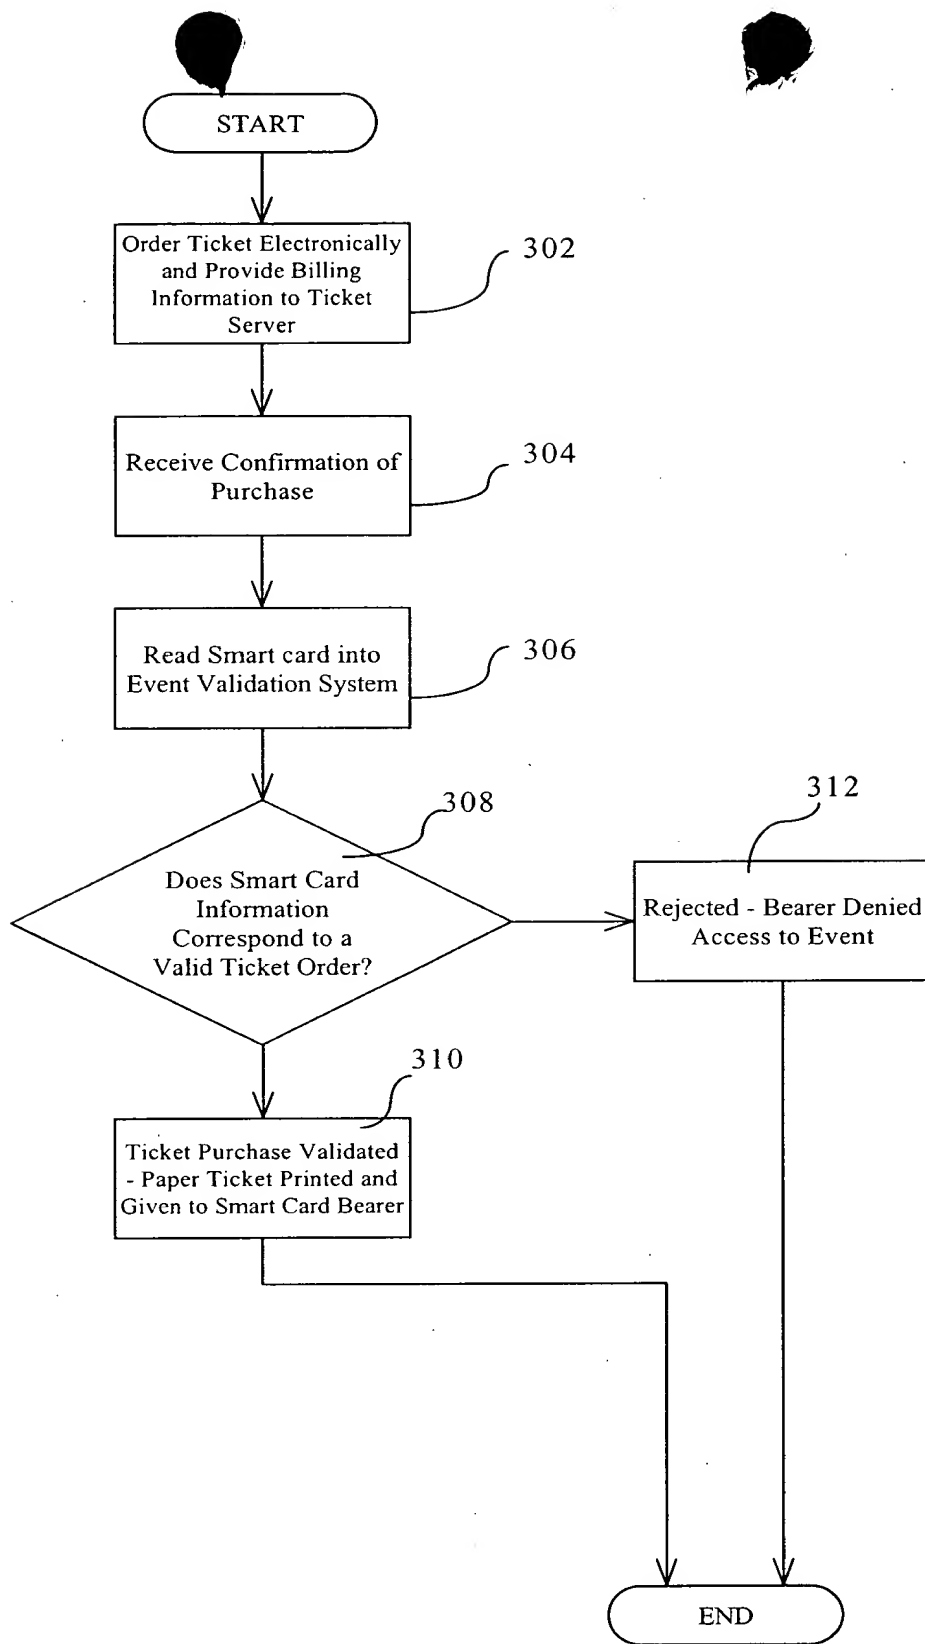 START
Order Ticket Electronically
and Provide Billing
Information to Ticket
Server
302
Receive Confirmation of
Purchase
304
Read Smart card into
Event Validation System
306
308
Does Smart Card
Information
Correspond to a
Valid Ticket Order?
312
Rejected - Bearer Denied
Access to Event
310
Ticket Purchase Validated
- Paper Ticket Printed and
Given to Smart Card Bearer
END